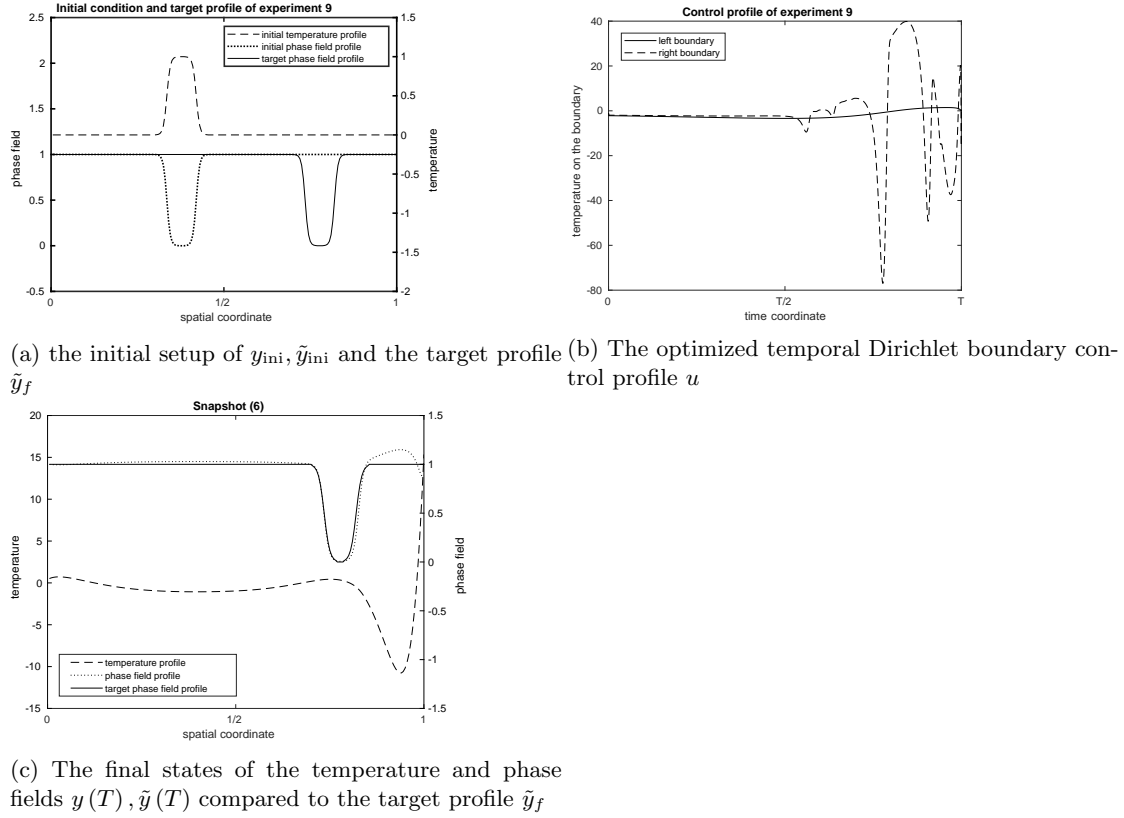 Initial condition and target profile of experiment 9
2.5
2
1.5
1
0.5
0
-0.5
phase field
1.5
1
0.5
0
-0.5
-1
-1.5
-2
temperature
initial temperature profile
initial phase field profile
target phase field profile
0
1/2
1
spatial coordinate
(a) the initial setup of y_ini, ỹ_ini and the target profile
ỹ_f
Control profile of experiment 9
40
20
0
-20
-40
-60
-80
temperature on the boundary
left boundary
right boundary
0
T/2
T
time coordinate
(b) The optimized temporal Dirichlet boundary con-
trol profile u
Snapshot (6)
20
15
10
5
0
-5
-10
-15
temperature
1.5
1
0.5
0
-0.5
-1
-1.5
phase field
temperature profile
phase field profile
target phase field profile
0
1/2
1
spatial coordinate
(c) The final states of the temperature and phase
fields y (T) , ỹ (T) compared to the target profile ỹ_f